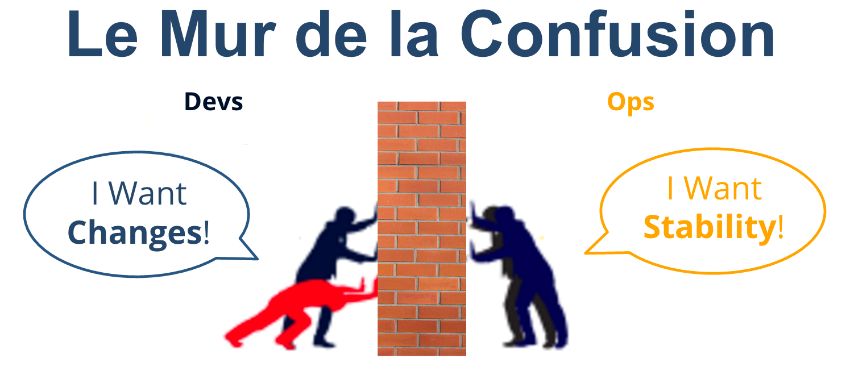 Le Mur de la Confusion
Devs
Ops
I Want
Changes!
I Want
Stability!